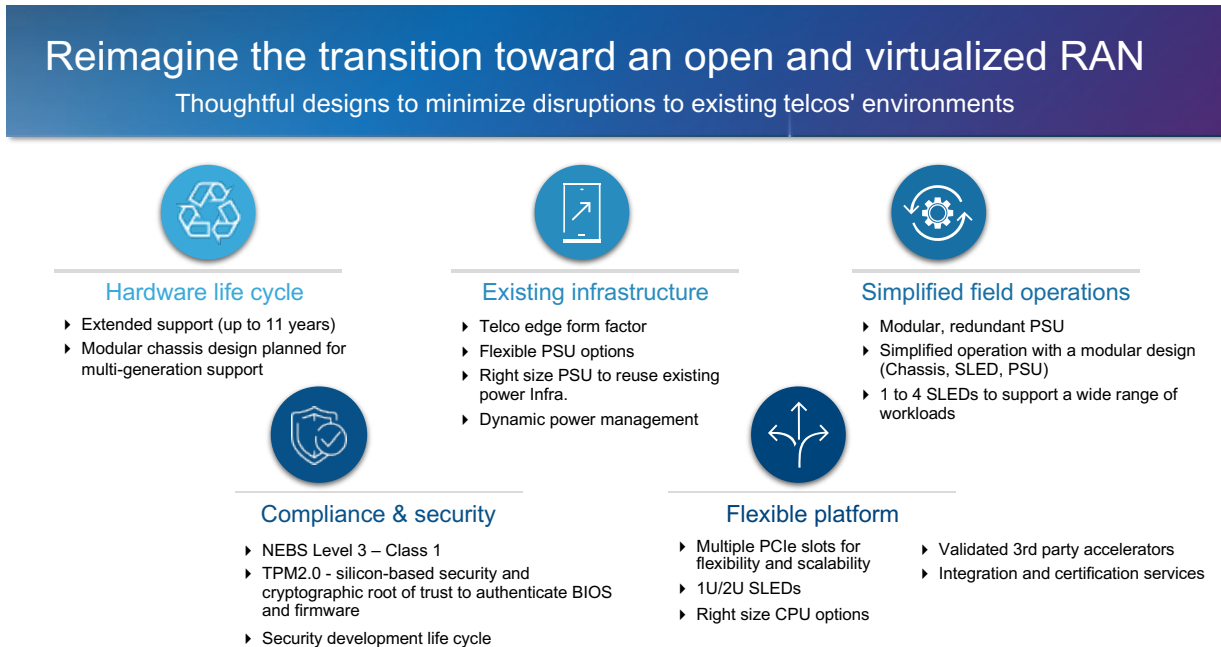 Reimagine the transition toward an open and virtualized RAN
Thoughtful designs to minimize disruptions to existing telcos' environments
Hardware life cycle
Extended support (up to 11 years)
Modular chassis design planned for
multi-generation support
Existing infrastructure
Telco edge form factor
Flexible PSU options
Right size PSU to reuse existing
power Infra.
Dynamic power management
Simplified field operations
Modular, redundant PSU
Simplified operation with a modular design
(Chassis, SLED, PSU)
1 to 4 SLEDs to support a wide range of
workloads
Compliance & security
NEBS Level 3 – Class 1
TPM2.0 - silicon-based security and
cryptographic root of trust to authenticate BIOS
and firmware
Security development life cycle
Flexible platform
Multiple PCIe slots for
flexibility and scalability
1U/2U SLEDs
Right size CPU options
Validated 3rd party accelerators
Integration and certification services